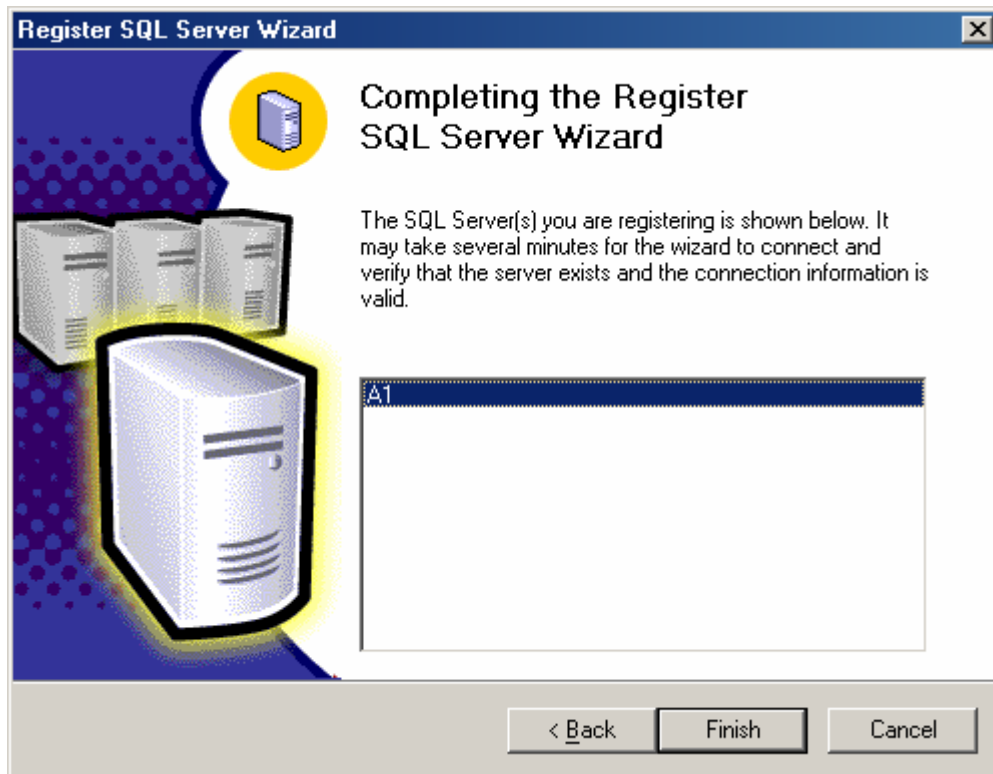 Register SQL Server Wizard
Completing the Register
SQL Server Wizard
The SQL Server(s) you are registering is shown below. It
may take several minutes for the wizard to connect and
verify that the server exists and the connection information is
valid.
A1
< Back
Finish
Cancel